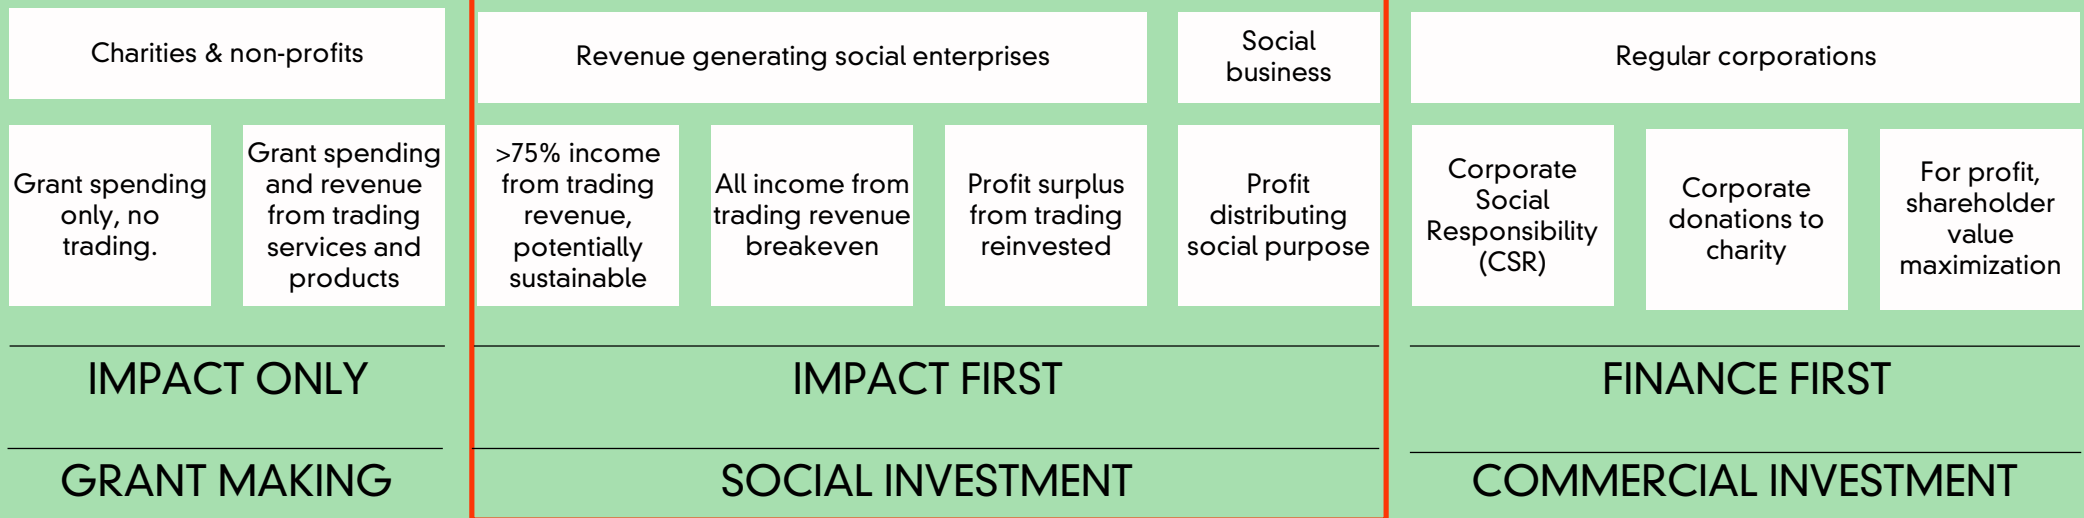 Charities & non-profits
Revenue generating social enterprises
Social
business
Regular corporations
Grant spending
only, no
trading.
Grant spending
and revenue
from trading
services and
products
>75% income
from trading
revenue,
potentially
sustainable
All income from
trading revenue
breakeven
Profit surplus
from trading
reinvested
Profit
distributing
social purpose
Corporate
Social
Responsibility
(CSR)
Corporate
donations to
charity
For profit,
shareholder
value
maximization
IMPACT ONLY
IMPACT FIRST
FINANCE FIRST
GRANT MAKING
SOCIAL INVESTMENT
COMMERCIAL INVESTMENT